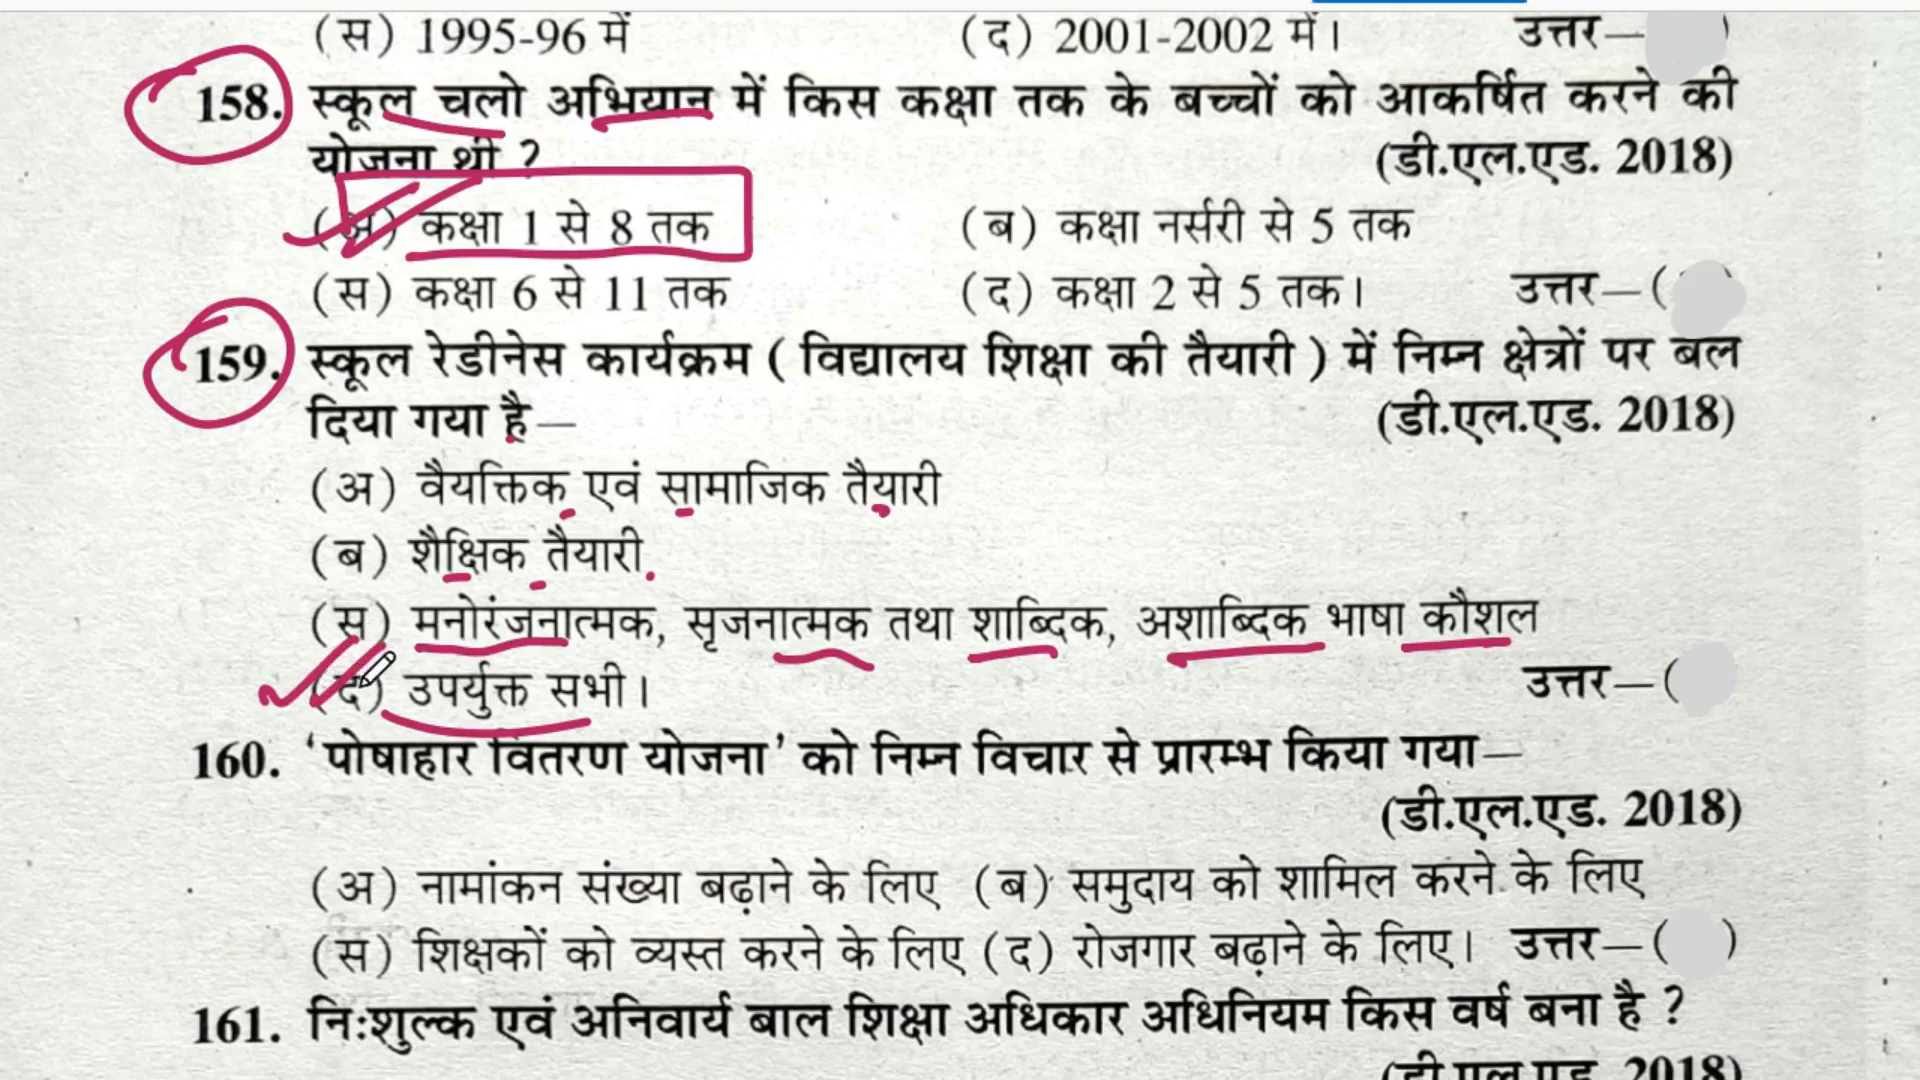 (स) 1995-96 में (द) 2001-2002 में। उत्तर—
158. स्कूल चलो अभियान में किस कक्षा तक के बच्चों को आकर्षित करने की
योजना थी ? (डी.एल.एड. 2018)
(अ) कक्षा 1 से 8 तक (ब) कक्षा नर्सरी से 5 तक
(स) कक्षा 6 से 11 तक (द) कक्षा 2 से 5 तक। उत्तर—(
159. स्कूल रेडीनेस कार्यक्रम ( विद्यालय शिक्षा की तैयारी ) में निम्न क्षेत्रों पर बल
दिया गया है— (डी.एल.एड. 2018)
(अ) वैयक्तिक एवं सामाजिक तैयारी
(ब) शैक्षिक तैयारी
(स) मनोरंजनात्मक, सृजनात्मक तथा शाब्दिक, अशाब्दिक भाषा कौशल
(द) उपर्युक्त सभी। उत्तर—(
160. ‘पोषाहार वितरण योजना’ को निम्न विचार से प्रारम्भ किया गया—
(डी.एल.एड. 2018)
(अ) नामांकन संख्या बढ़ाने के लिए (ब) समुदाय को शामिल करने के लिए
(स) शिक्षकों को व्यस्त करने के लिए (द) रोजगार बढ़ाने के लिए। उत्तर—( )
161. निःशुल्क एवं अनिवार्य बाल शिक्षा अधिकार अधिनियम किस वर्ष बना है ?
(डी.एल.एड. 2018)